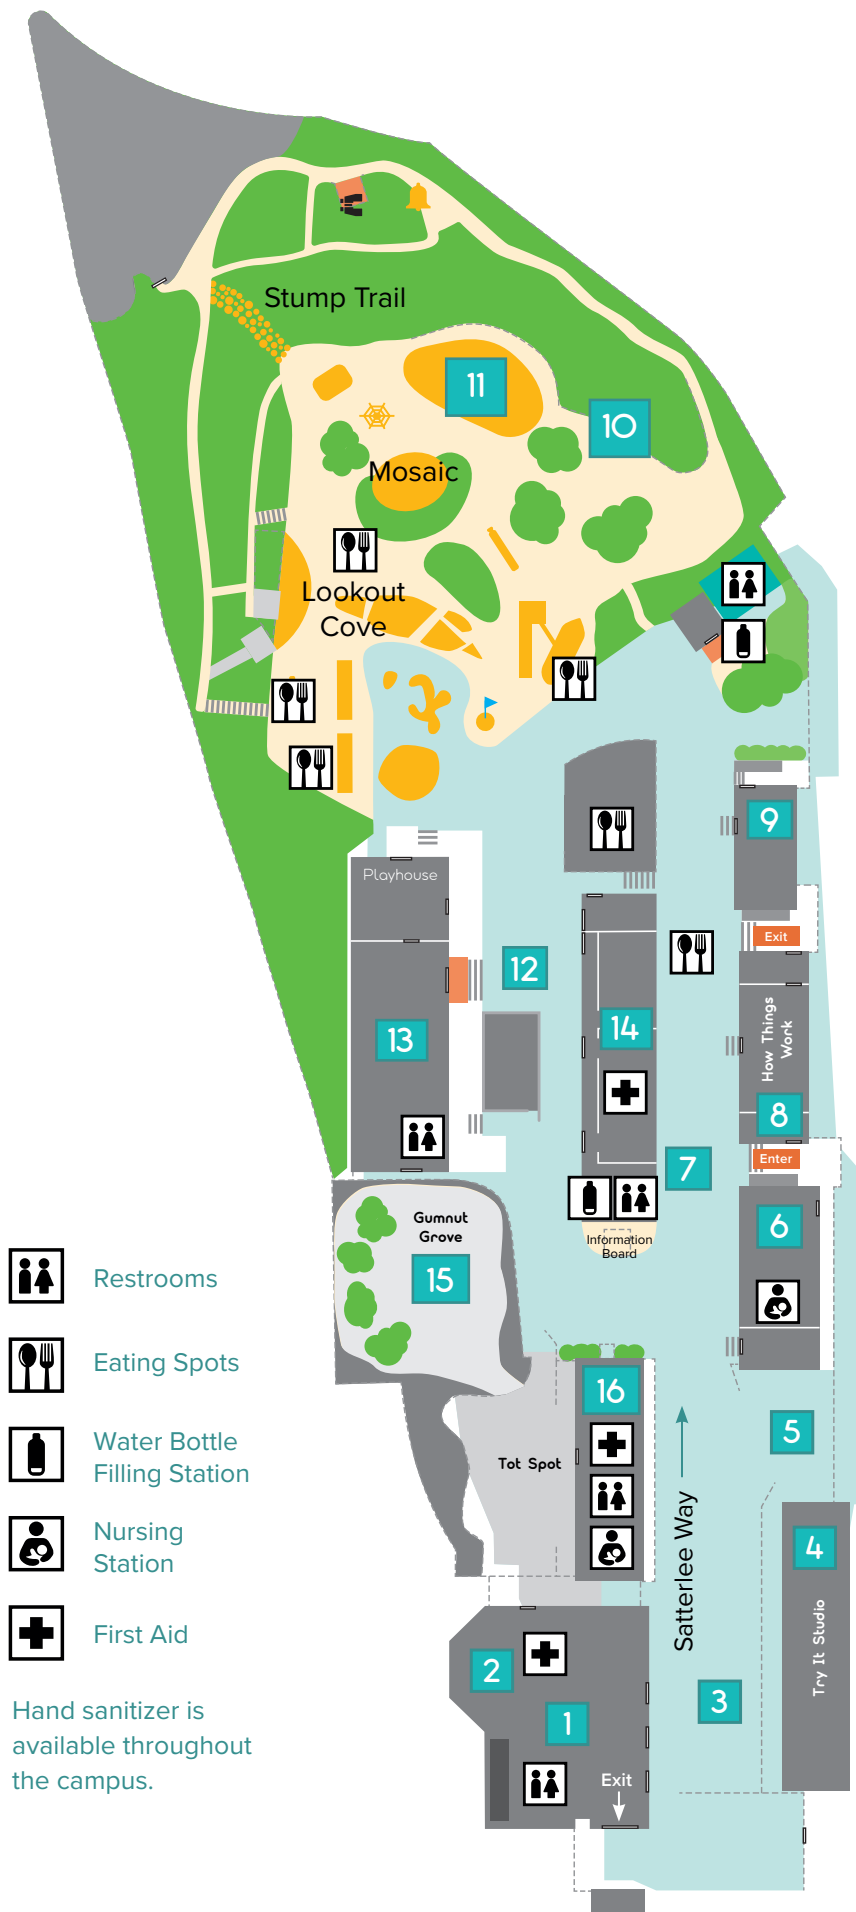 Stump Trail
11
10
Mosaic
Lookout
Cove
9
Playhouse
Exit
12
How Things
Work
14
13
8
7
Enter
6
Gumnut
Grove
Information
Board
15
Restrooms
Eating Spots
16
5
Water Bottle
Filling Station
Tot Spot
Satterlee Way
4
Nursing
Station
Try It Studio
First Aid
2
3
1
Hand sanitizer is
available throughout
the campus.
Exit